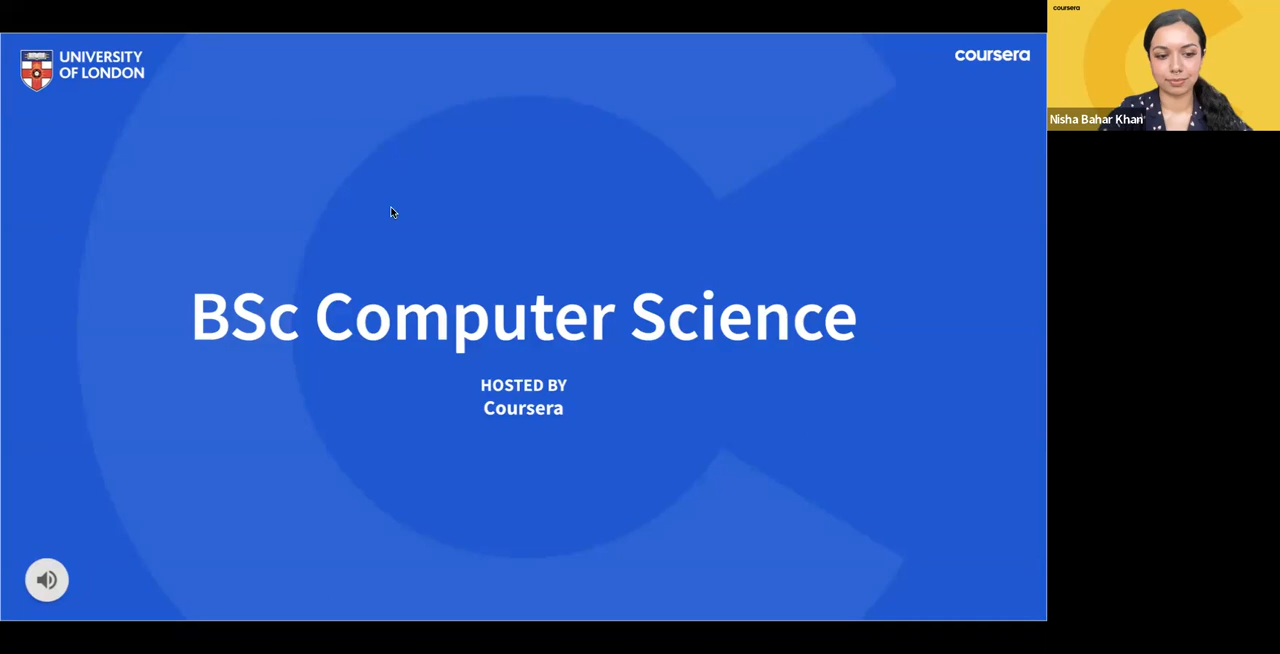 UNIVERSITY
OF LONDON
coursera
BSc Computer Science
HOSTED BY
Coursera
coursera
Nisha Bahar Khan